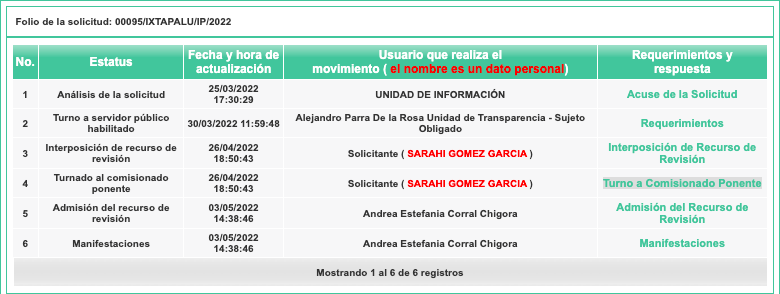 Folio de la solicitud: 00095/IXTAPALU/IP/2022
No.
Estatus
Fecha y hora de
actualización
Usuario que realiza el
movimiento ( el nombre es un dato personal)
Requerimientos y
respuesta
1
Análisis de la solicitud
25/03/2022
17:30:29
UNIDAD DE INFORMACIÓN
Acuse de la Solicitud
2
Turno a servidor público
habilitado
30/03/2022 11:59:48
Alejandro Parra De la Rosa Unidad de Transparencia - Sujeto
Obligado
Requerimientos
3
Interposición de recurso de
revisión
26/04/2022
18:50:43
Solicitante ( SARAHI GOMEZ GARCIA )
Interposición de Recurso de
Revisión
4
Turnado al comisionado
ponente
26/04/2022
18:50:43
Solicitante ( SARAHI GOMEZ GARCIA )
Turno a Comisionado Ponente
5
Admisión del recurso de
revisión
03/05/2022
14:38:46
Andrea Estefania Corral Chigora
Admisión del Recurso de
Revisión
6
Manifestaciones
03/05/2022
14:38:46
Andrea Estefania Corral Chigora
Manifestaciones
Mostrando 1 al 6 de 6 registros